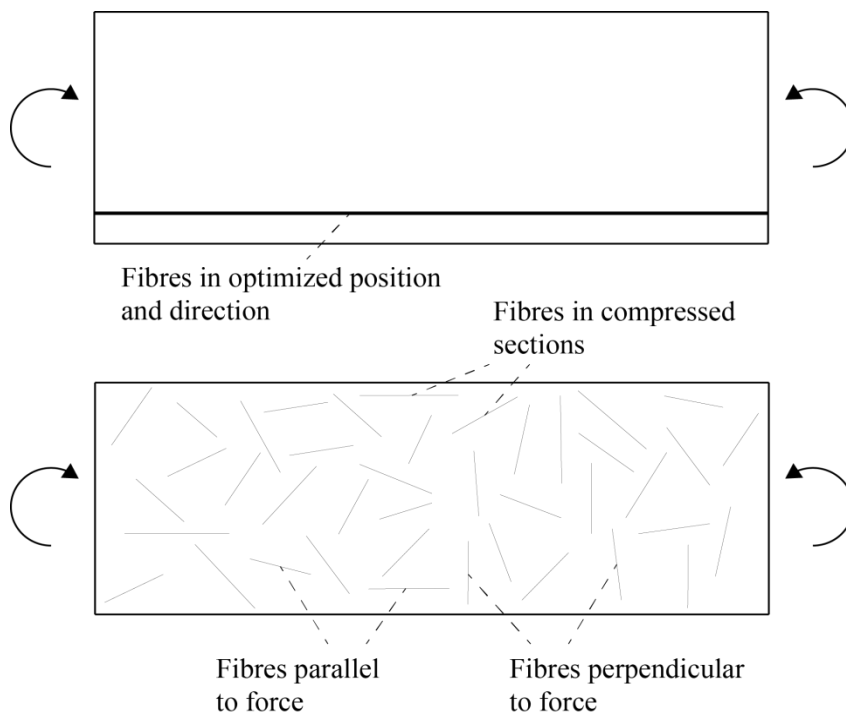 Fibres in optimized position
and direction
Fibres in compressed
sections
Fibres parallel
to force
Fibres perpendicular
to force